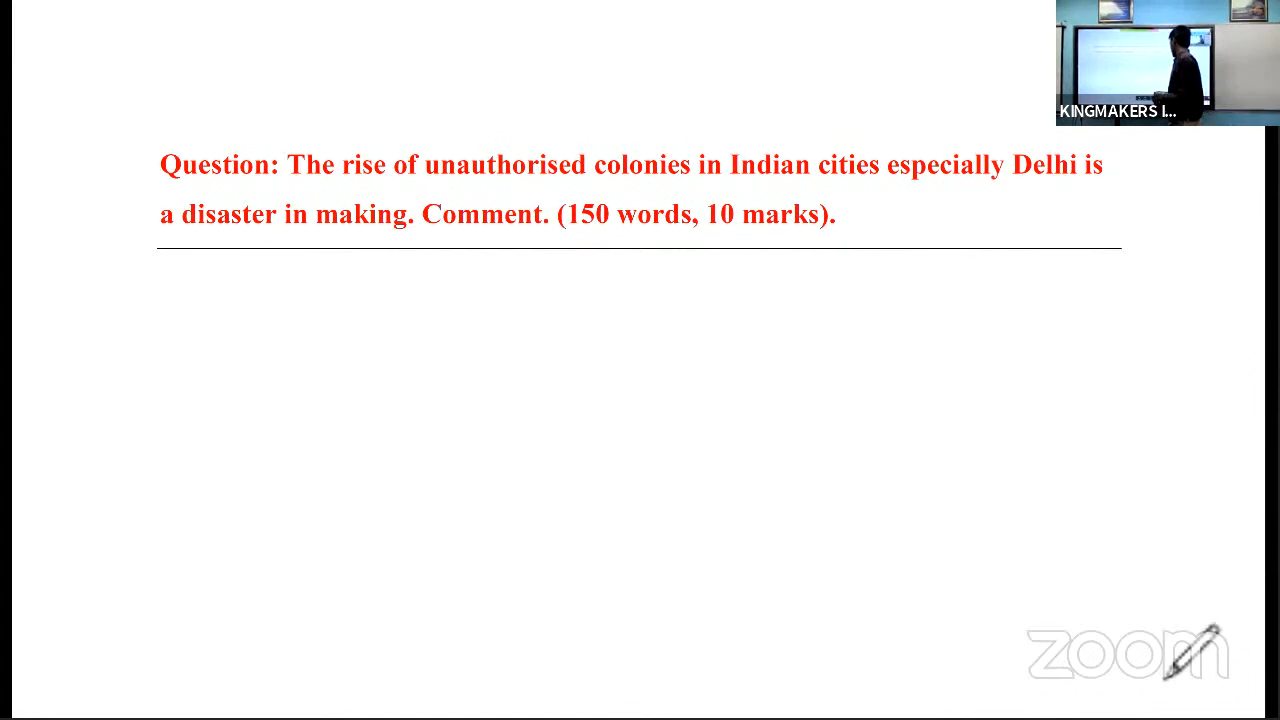 KINGMAKERS I...
Question: The rise of unauthorised colonies in Indian cities especially Delhi is
a disaster in making. Comment. (150 words, 10 marks).
zoom